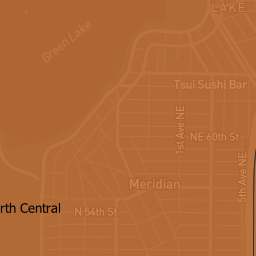 LAKE
Green Lake
Tsui Sushi Bar
1st Ave NE
NE 60th St
5th Ave NE
Meridian
rth Central
N 54th St